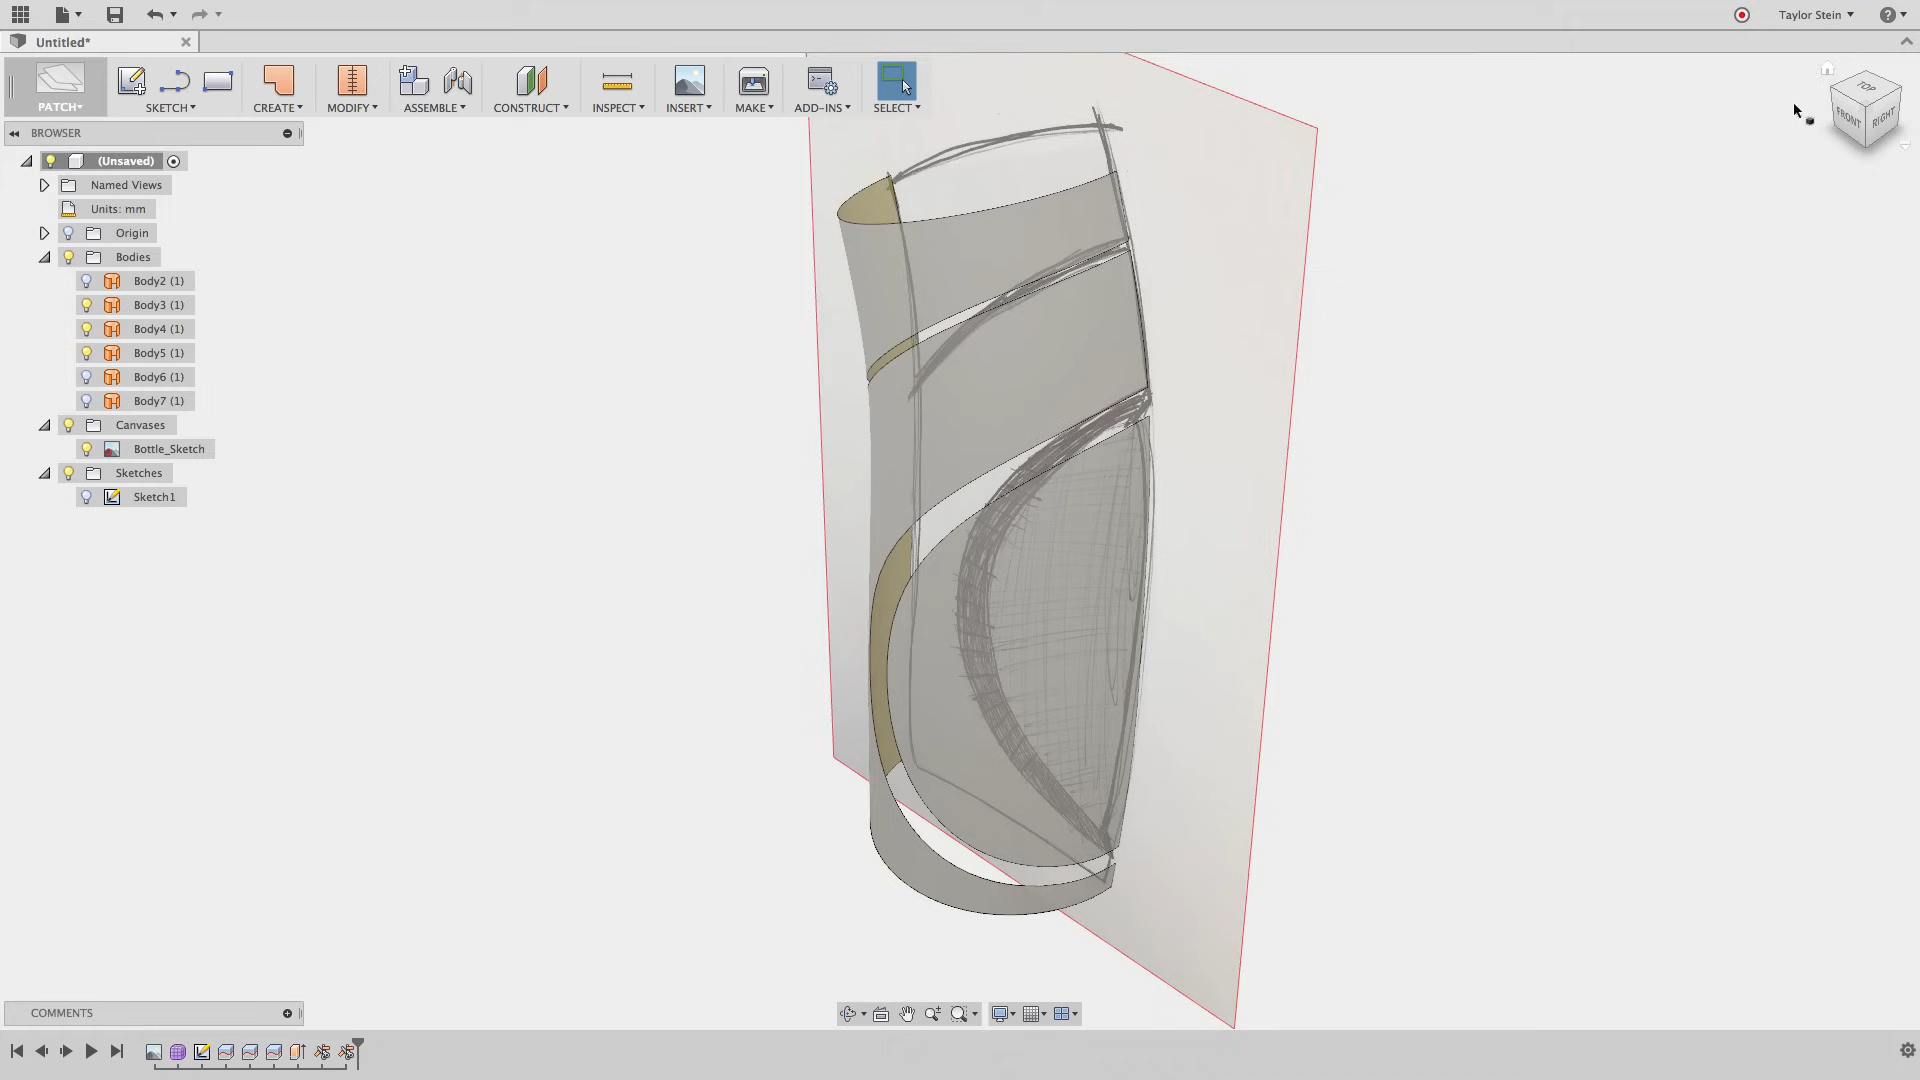 Taylor Stein
Untitled*
PATCH
SKETCH
CREATE
MODIFY
ASSEMBLE
CONSTRUCT
INSPECT
INSERT
MAKE
ADD-INS
SELECT
TOP
FRONT
RIGHT
BROWSER
(Unsaved)
Named Views
Units: mm
Origin
Bodies
Body2 (1)
Body3 (1)
Body4 (1)
Body5 (1)
Body6 (1)
Body7 (1)
Canvases
Bottle_Sketch
Sketches
Sketch1
COMMENTS